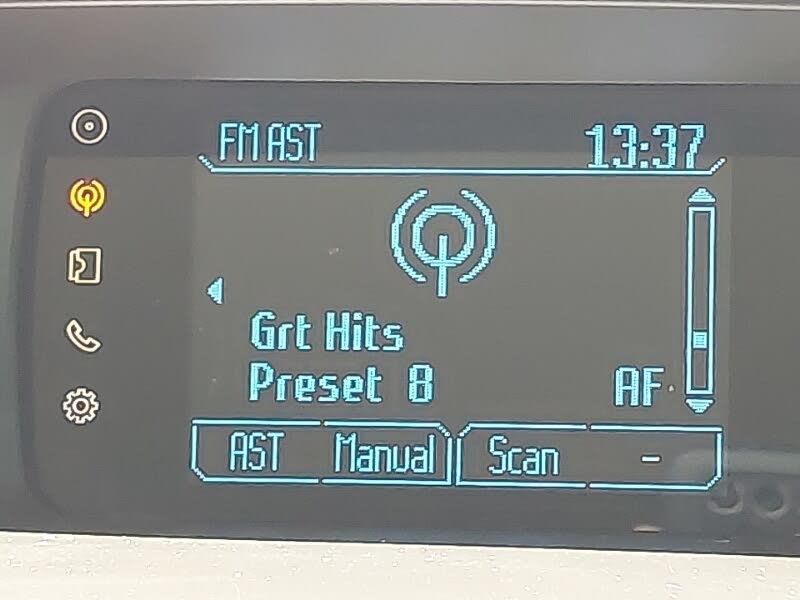 FM AST 13:37
Grt Hits
Preset 8 AF
AST Manual Scan -